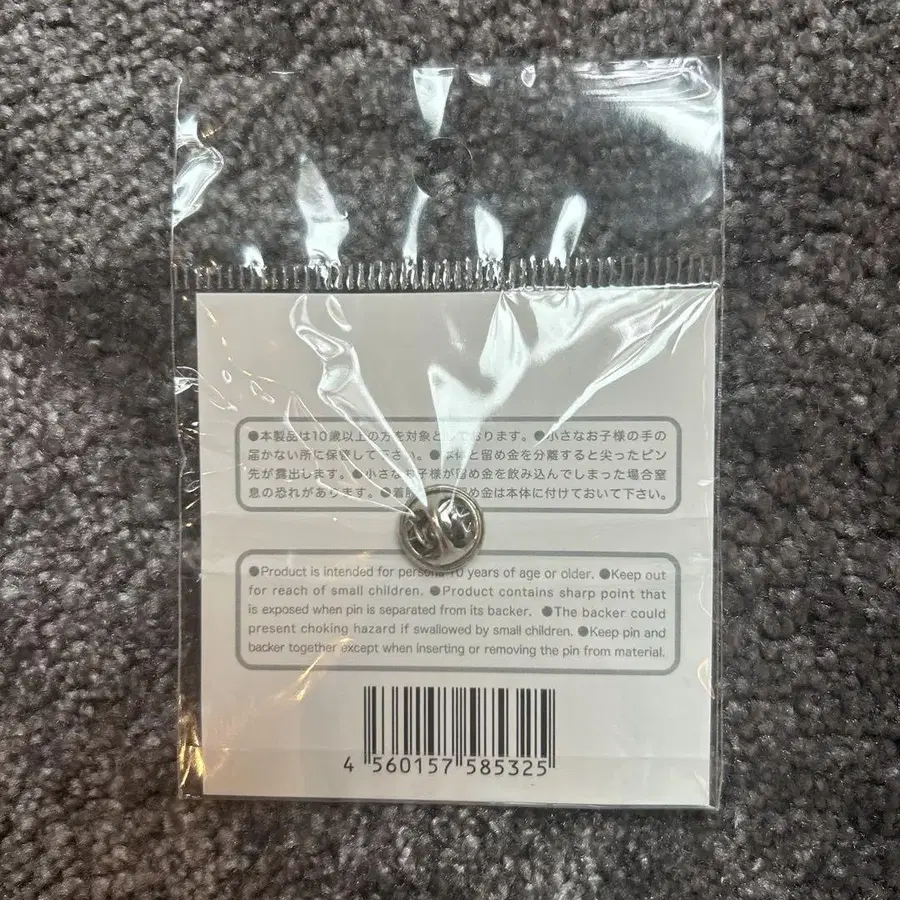 ●本製品は10歳以上の方を対象としております。●小さなお子様の手の
届かない所に保管して下さい。●本体と留め金を分離すると尖ったピン
先が露出します。●小さなお子様が留め金を飲み込んでしまった場合窒
息の恐れがあります。●着 留め金は本体に付けておいて下さい。
●Product is intended for persons 10 years of age or older. ●Keep out
for reach of small children. ●Product contains sharp point that
is exposed when pin is separated from its backer. ●The backer could
present choking hazard if swallowed by small children. ●Keep pin and
backer together except when inserting or removing the pin from material.
4 560157 585325